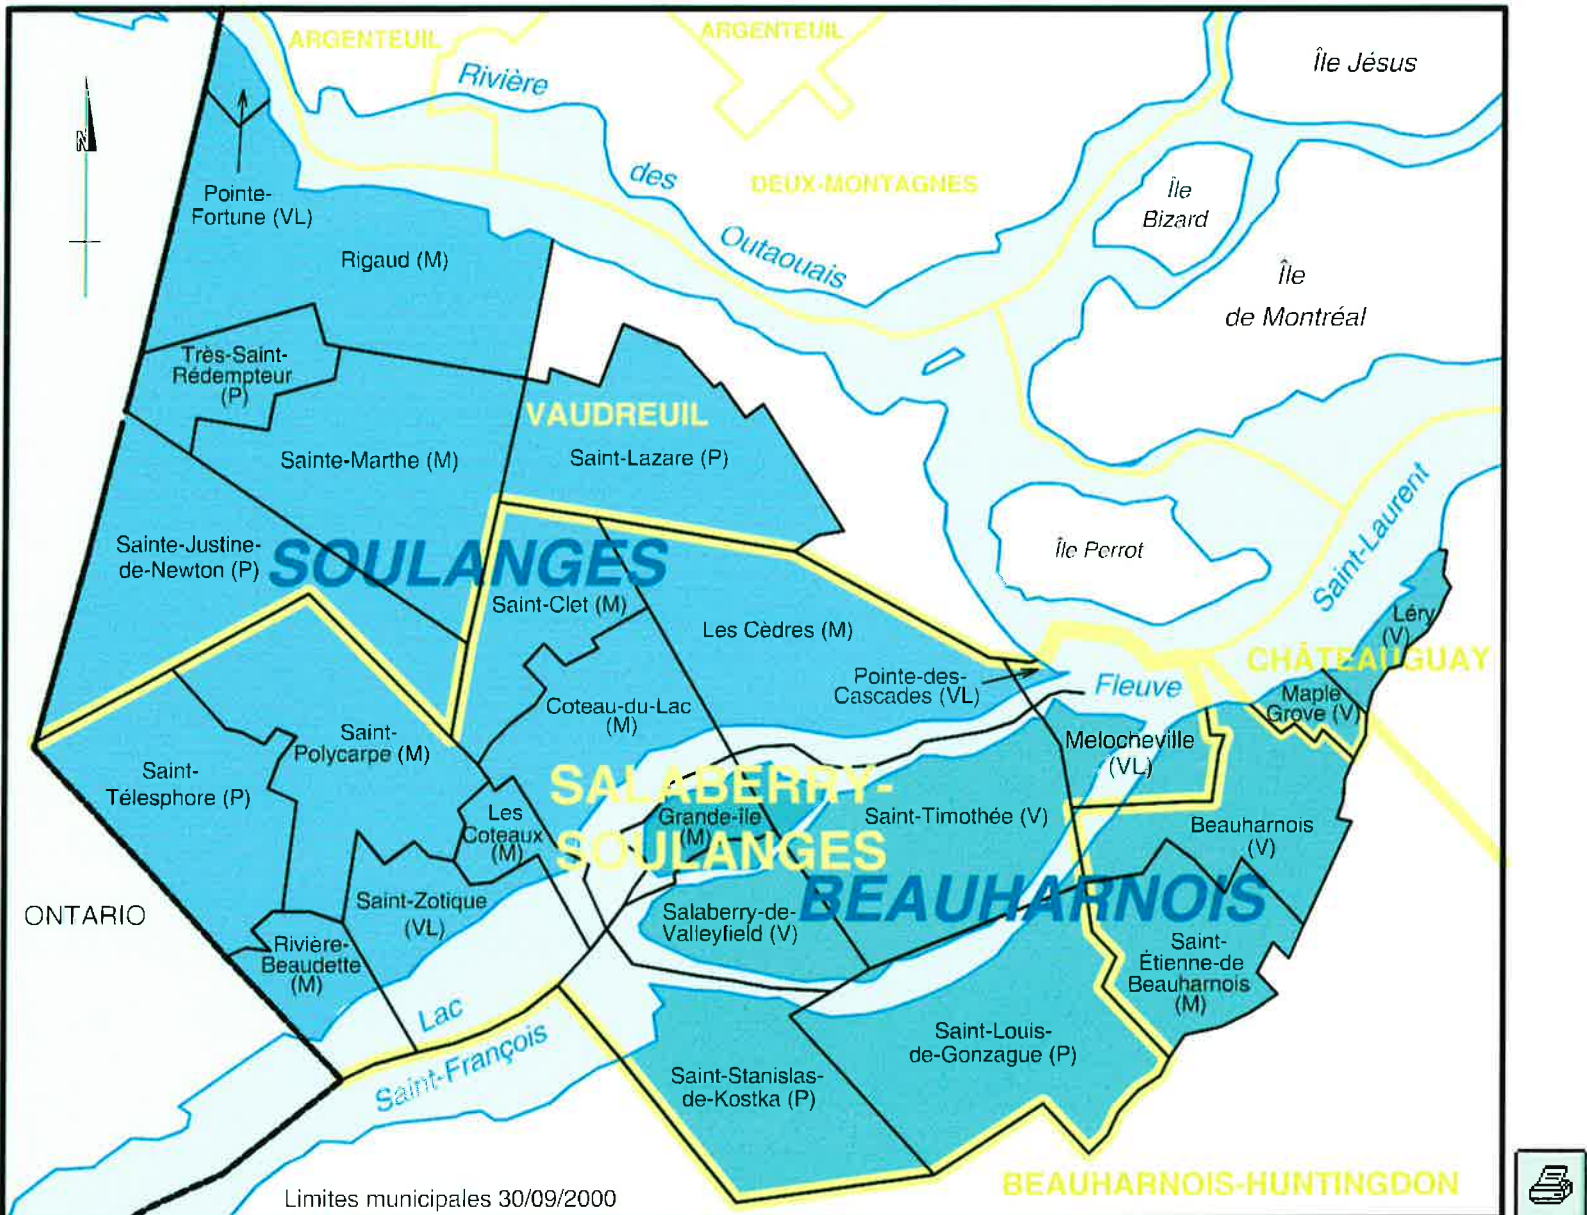 ARGENTEUIL
ARGENTEUIL
Île Jésus
Rivière
des
Outaouais
DEUX-MONTAGNES
Île
Bizard
Île
de Montréal
N
Pointe-
Fortune (VL)
Rigaud (M)
Très-Saint-
Rédempteur
(P)
VAUDREUIL
Sainte-Marthe (M)
Saint-Lazare (P)
Sainte-Justine-
de-Newton (P)
SOULANGES
Île Perrot
Saint-Laurent
Saint-Clet (M)
Les Cèdres (M)
Léry
(V)
CHÂTEAUGUAY
Pointe-des-
Cascades (VL)
Fleuve
Maple
Grove (V)
Coteau-du-Lac
(M)
Saint-
Polycarpe (M)
Melocheville
(VL)
Saint-
Télesphore (P)
SALABERRY-
SOULANGES
Les
Coteaux
(M)
Grande-île
(M)
Saint-Timothée (V)
Beauharnois
(V)
BEAUHARNOIS
ONTARIO
Saint-Zotique
(VL)
Salaberry-de-
Valleyfield (V)
Rivière-
Beaudette
(M)
Saint-
Étienne-de
Beauharnois
(M)
Lac
Saint-François
Saint-Louis-
de-Gonzague (P)
Saint-Stanislas-
de-Kostka (P)
BEAUHARNOIS-HUNTINGDON
Limites municipales 30/09/2000